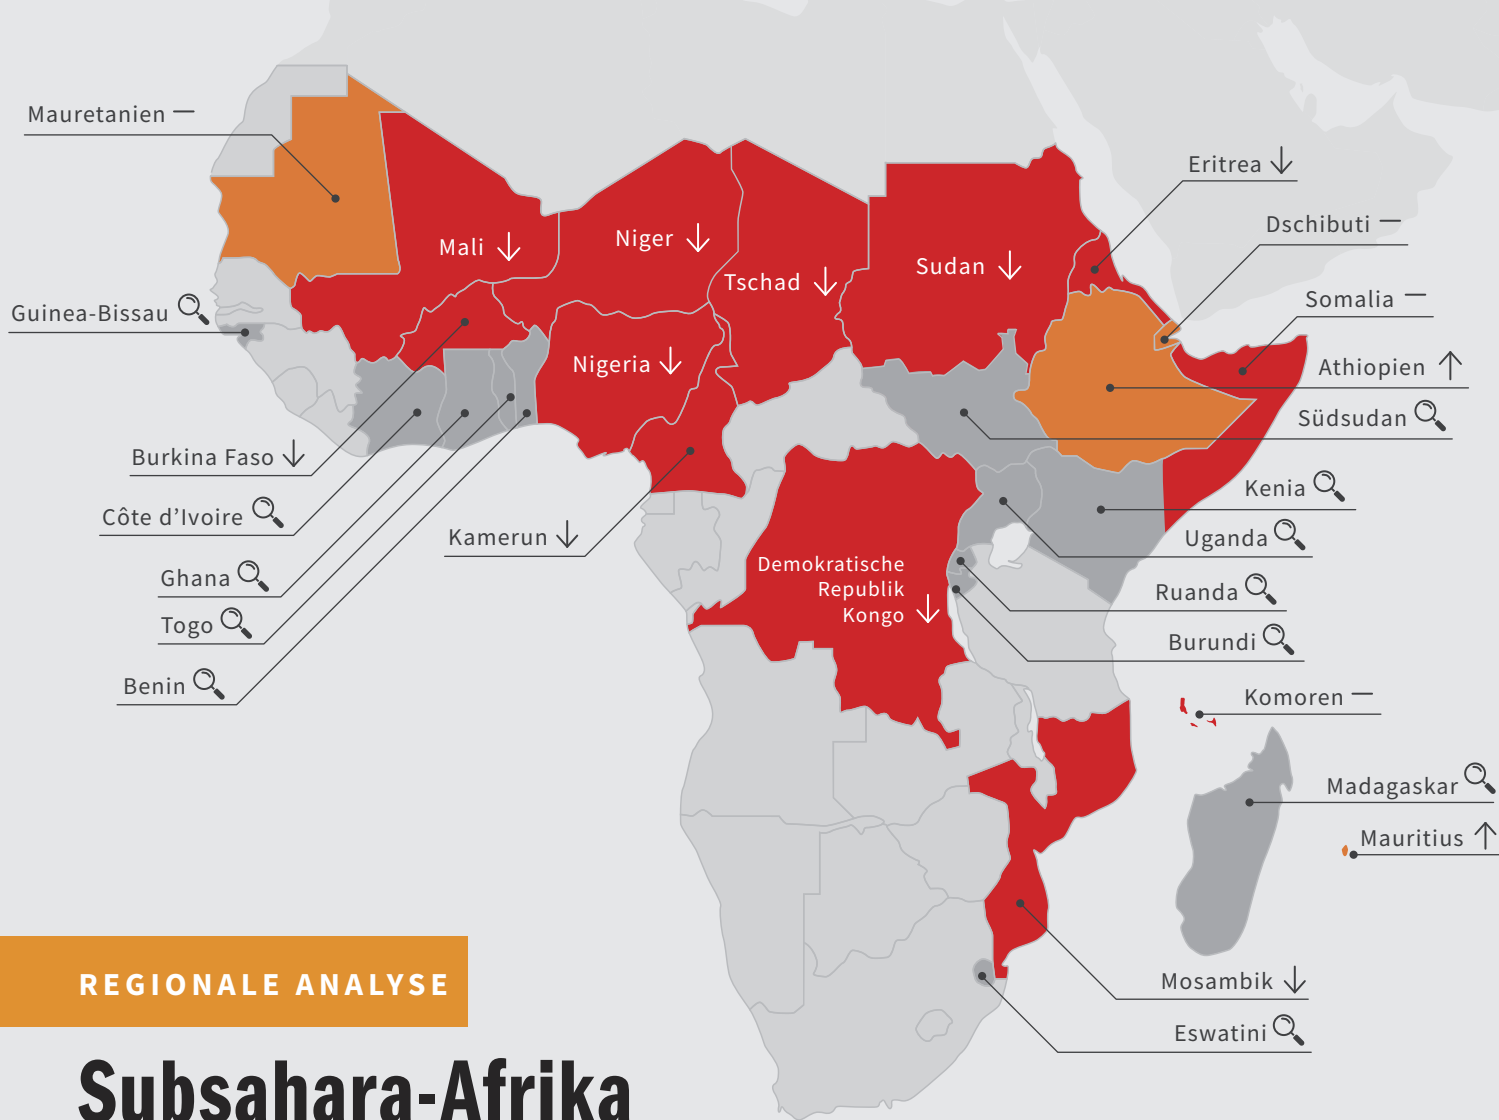 Mauretanien
Eritrea
Dschibuti
Mali
Niger
Tschad
Sudan
Somalia
Guinea-Bissau
Nigeria
Athiopien
Südsudan
Burkina Faso
Kenia
Côte d’Ivoire
Kamerun
Uganda
Demokratische
Republik
Kongo
Ghana
Ruanda
Togo
Burundi
Benin
Komoren
Madagaskar
Mauritius
Mosambik
Eswatini
REGIONALE ANALYSE
Subsahara-Afrika